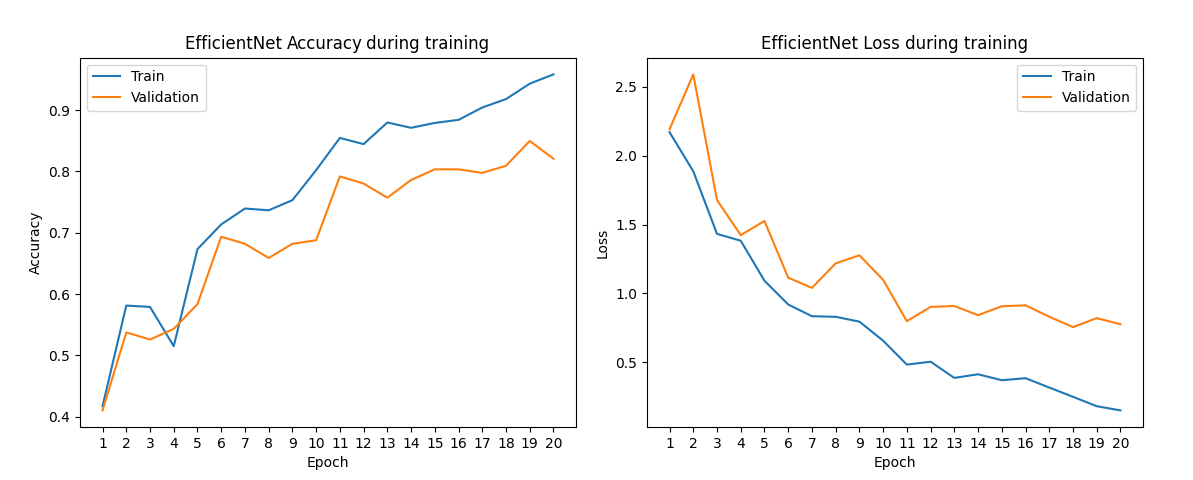 EfficientNet Accuracy during training
Train
Validation
Accuracy
0.9
0.8
0.7
0.6
0.5
0.4
1 2 3 4 5 6 7 8 9 10 11 12 13 14 15 16 17 18 19 20
Epoch
EfficientNet Loss during training
Train
Validation
Loss
2.5
2.0
1.5
1.0
0.5
1 2 3 4 5 6 7 8 9 10 11 12 13 14 15 16 17 18 19 20
Epoch